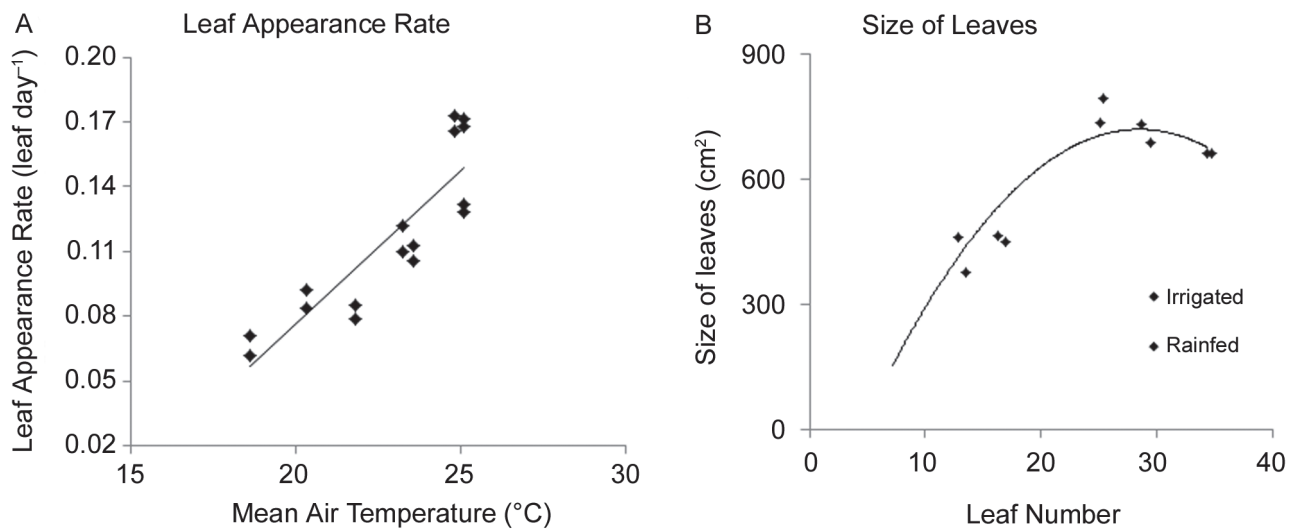 A
Leaf Appearance Rate
Leaf Appearance Rate (leaf day⁻¹)
0.20
0.17
0.14
0.11
0.08
0.05
0.02
15 20 25 30
Mean Air Temperature (°C)
B
Size of Leaves
Size of leaves (cm²)
900
600
300
0
Irrigated
Rainfed
0 10 20 30 40
Leaf Number